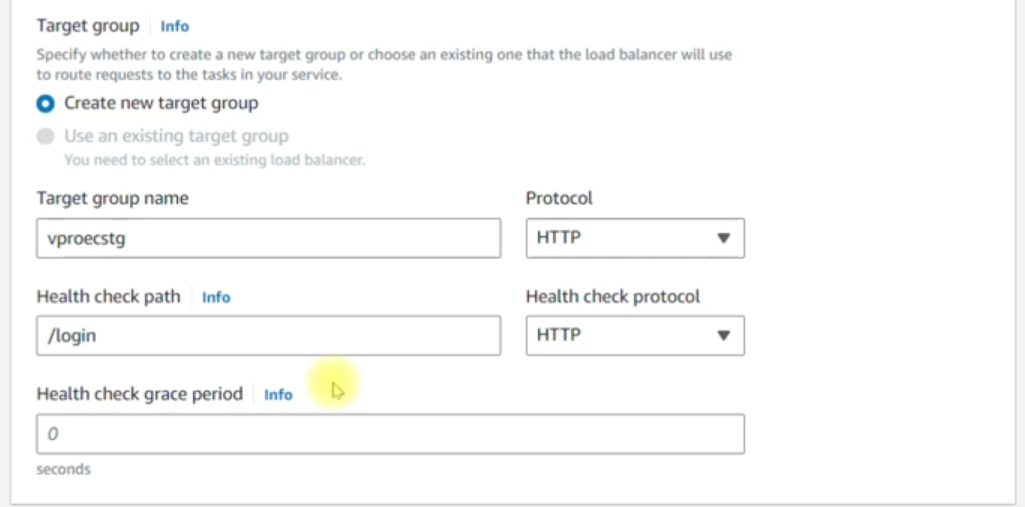 Target group Info
Specify whether to create a new target group or choose an existing one that the load balancer will use
to route requests to the tasks in your service.
Create new target group
Use an existing target group
You need to select an existing load balancer.
Target group name
Protocol
vproecstg
HTTP
Health check path Info
Health check protocol
/login
HTTP
Health check grace period Info
0
seconds